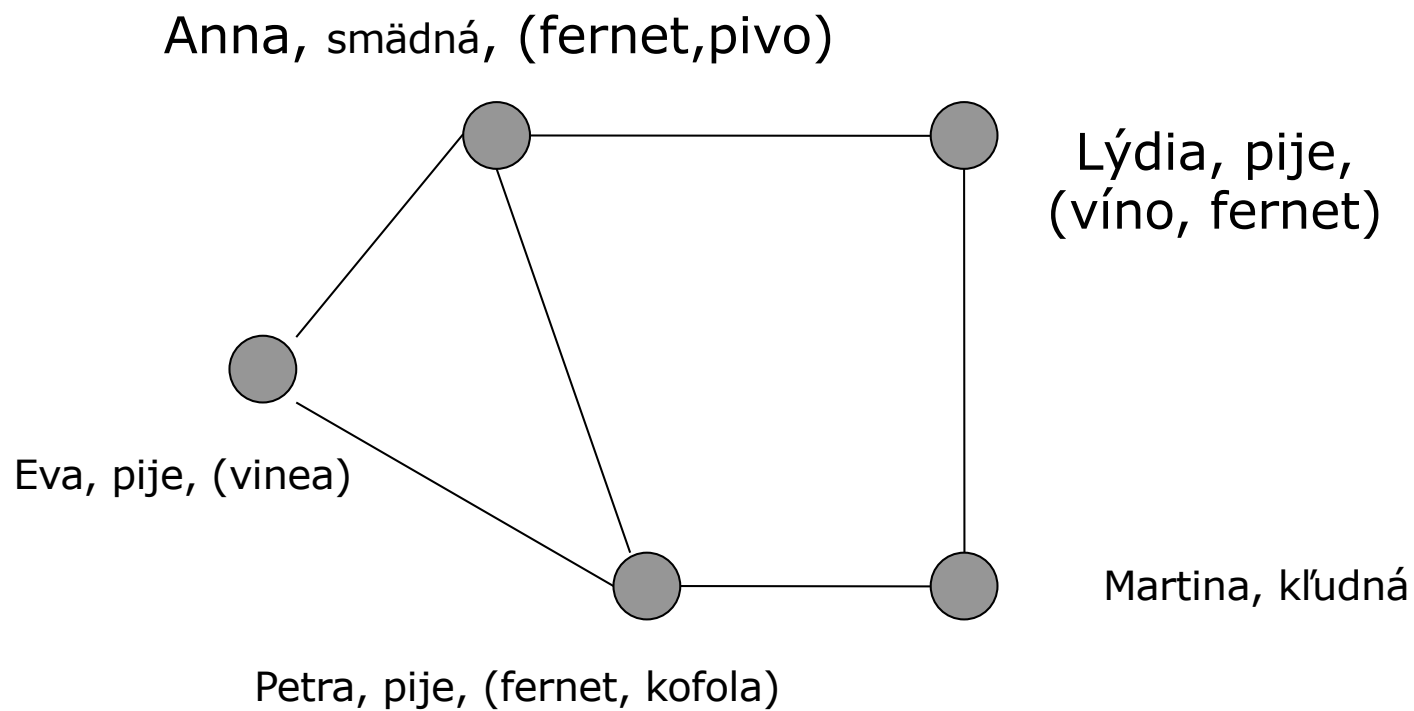 Anna, smädná, (fernet,pivo)
Lýdia, pije,
(víno, fernet)
Eva, pije, (vinea)
Martina, kľudná
Petra, pije, (fernet, kofola)